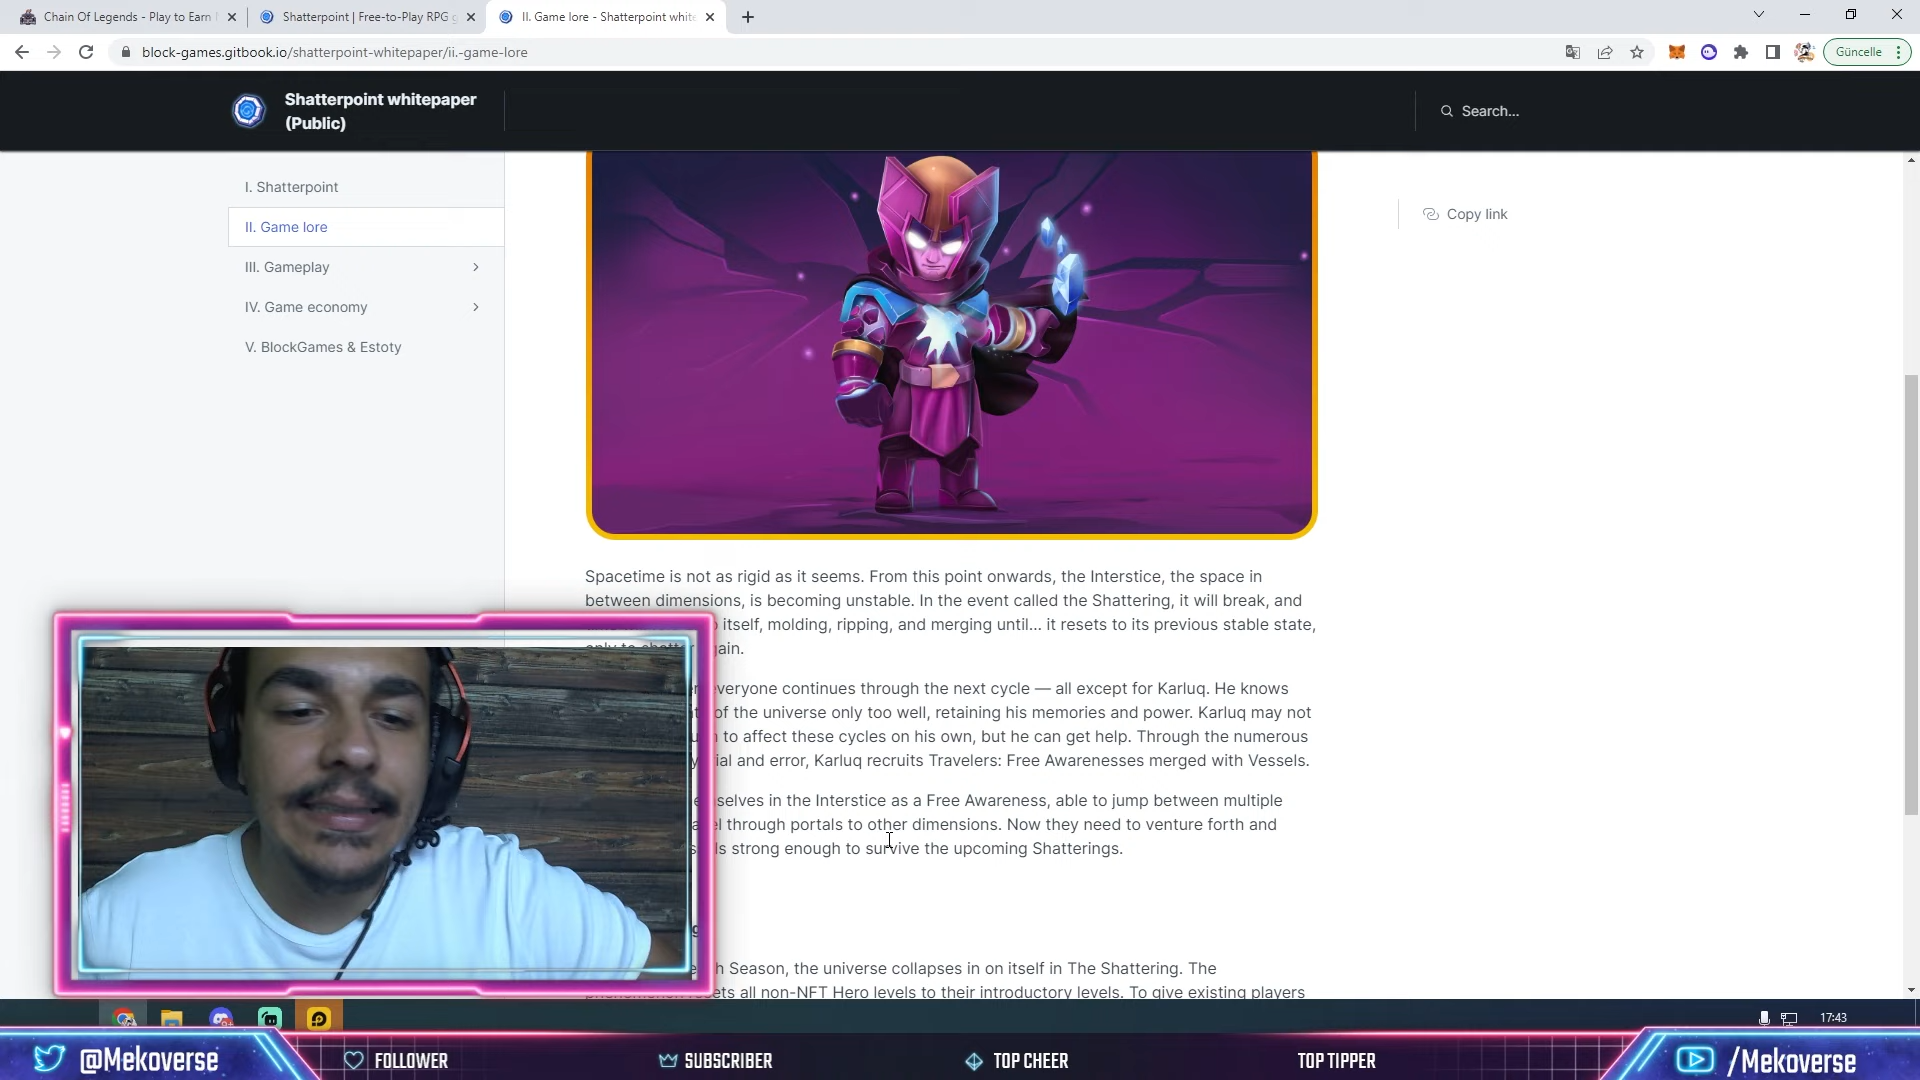 Chain Of Legends - Play to Earn
Shatterpoint | Free-to-Play RPG g
II. Game lore - Shatterpoint white
block-games.gitbook.io/shatterpoint-whitepaper/ii.-game-lore
Güncelle
Shatterpoint whitepaper
(Public)
Search...
I. Shatterpoint
II. Game lore
III. Gameplay
IV. Game economy
V. BlockGames & Estoty
Copy link
Spacetime is not as rigid as it seems. From this point onwards, the Interstice, the space in
between dimensions, is becoming unstable. In the event called the Shattering, it will break, and
itself, molding, ripping, and merging until... it resets to its previous stable state,
only to shatter again.
everyone continues through the next cycle — all except for Karluq. He knows
of the universe only too well, retaining his memories and power. Karluq may not
to affect these cycles on his own, but he can get help. Through the numerous
trial and error, Karluq recruits Travelers: Free Awarenesses merged with Vessels.
in the Interstice as a Free Awareness, able to jump between multiple
through portals to other dimensions. Now they need to venture forth and
strong enough to survive the upcoming Shatterings.
Season, the universe collapses in on itself in The Shattering. The
phenomenon resets all non-NFT Hero levels to their introductory levels. To give existing players
17:43
@Mekoverse
FOLLOWER
SUBSCRIBER
TOP CHEER
TOP TIPPER
/Mekoverse